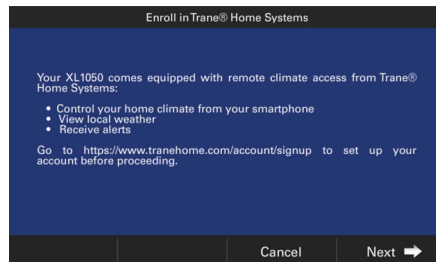 Enroll in Trane® Home Systems
Your XL1050 comes equipped with remote climate access from Trane®
Home Systems:
• Control your home climate from your smartphone
• View local weather
• Receive alerts
Go to https://www.tranehome.com/account/signup to set up your
account before proceeding.
Cancel Next